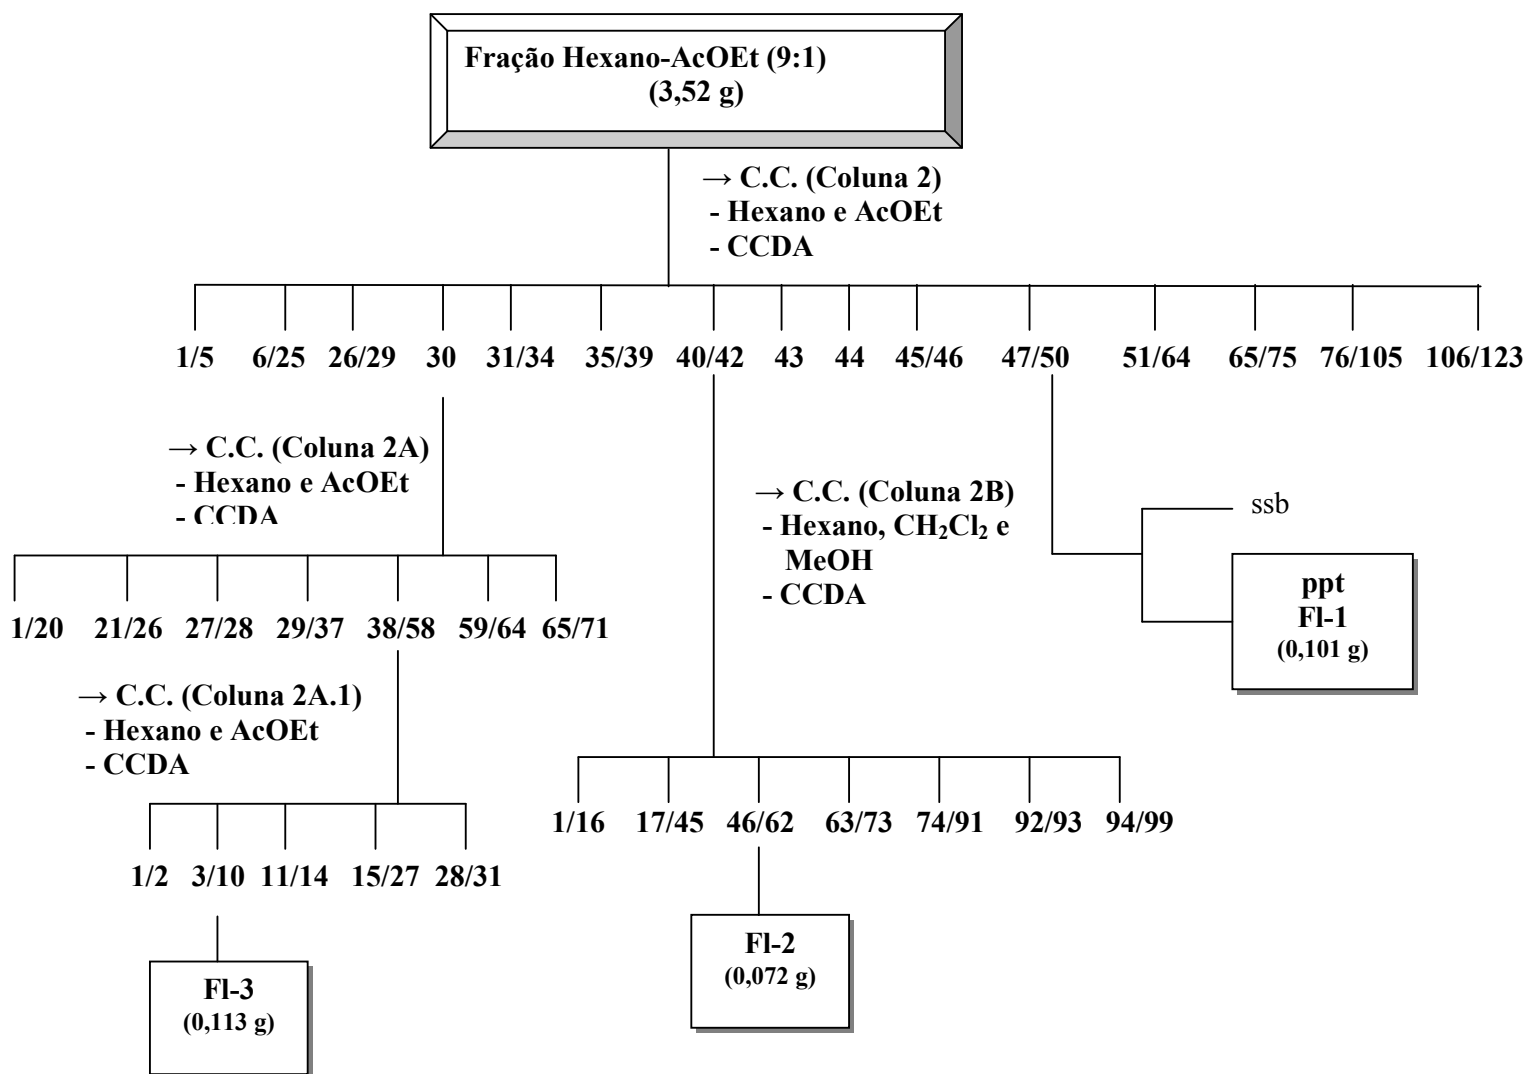 Fração Hexano-AcOEt (9:1)
(3,52 g)
→ C.C. (Coluna 2)
- Hexano e AcOEt
- CCDA
1/5 6/25 26/29 30 31/34 35/39 40/42 43 44 45/46 47/50 51/64 65/75 76/105 106/123
→ C.C. (Coluna 2A)
- Hexano e AcOEt
- CCDA
→ C.C. (Coluna 2B)
- Hexano, CH₂Cl₂ e
MeOH
- CCDA
ssb
ppt
Fl-1
(0,101 g)
1/20 21/26 27/28 29/37 38/58 59/64 65/71
→ C.C. (Coluna 2A.1)
- Hexano e AcOEt
- CCDA
1/16 17/45 46/62 63/73 74/91 92/93 94/99
1/2 3/10 11/14 15/27 28/31
Fl-2
(0,072 g)
Fl-3
(0,113 g)